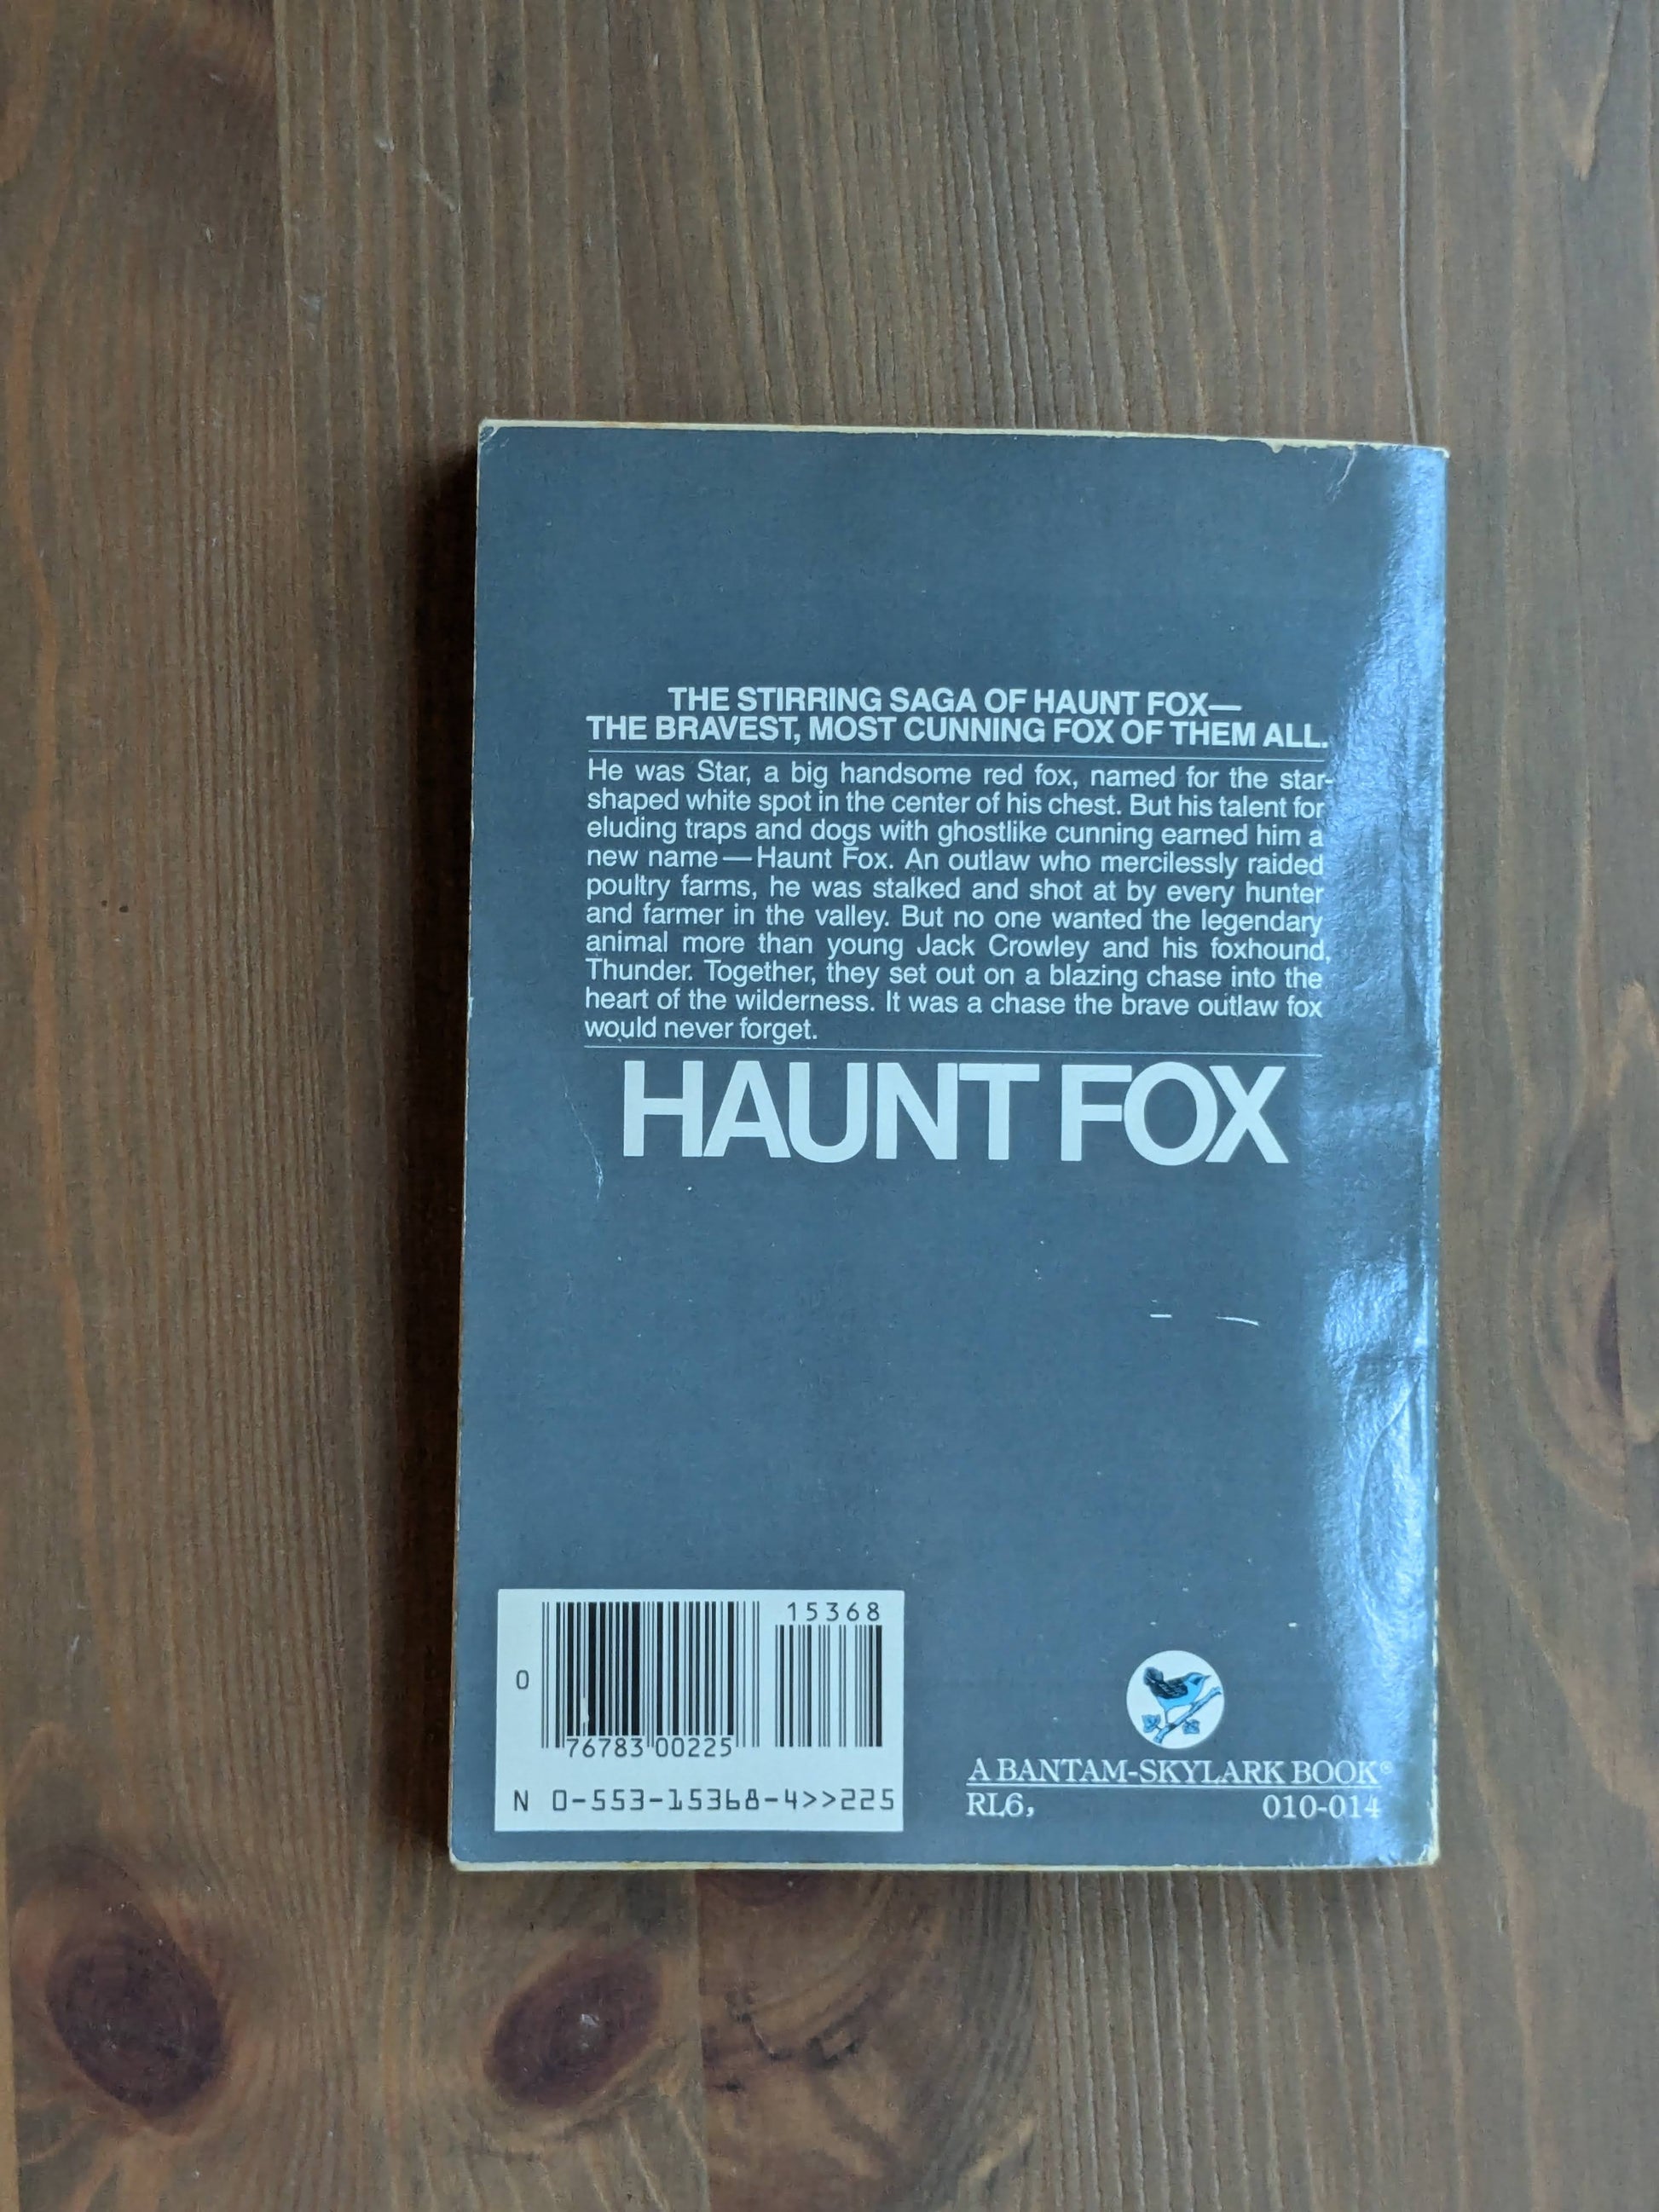 THE STIRRING SAGA OF HAUNT FOX—
THE BRAVEST, MOST CUNNING FOX OF THEM ALL.
He was Star, a big handsome red fox, named for the star-
shaped white spot in the center of his chest. But his talent for
eluding traps and dogs with ghostlike cunning earned him a
new name — Haunt Fox. An outlaw who mercilessly raided
poultry farms, he was stalked and shot at by every hunter
and farmer in the valley. But no one wanted the legendary
animal more than young Jack Crowley and his foxhound,
Thunder. Together, they set out on a blazing chase into the
heart of the wilderness. It was a chase the brave outlaw fox
would never forget.
HAUNT FOX
15368
0
76783 00225
N 0-553-15368-4>>225
A BANTAM-SKYLARK BOOK®
RL6, 010-014